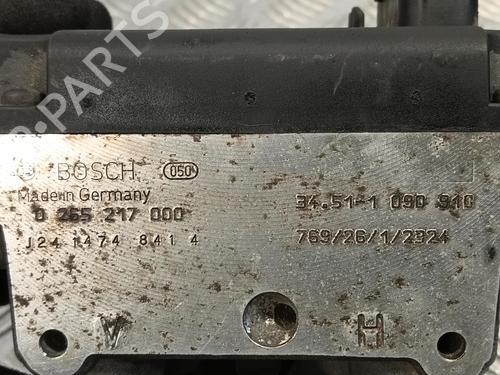 B-PARTS
BOSCH 050
Made in Germany
0 265 217 000
J24 1474 841 4
34.51-1 090 910
769/26/1/2324
V H